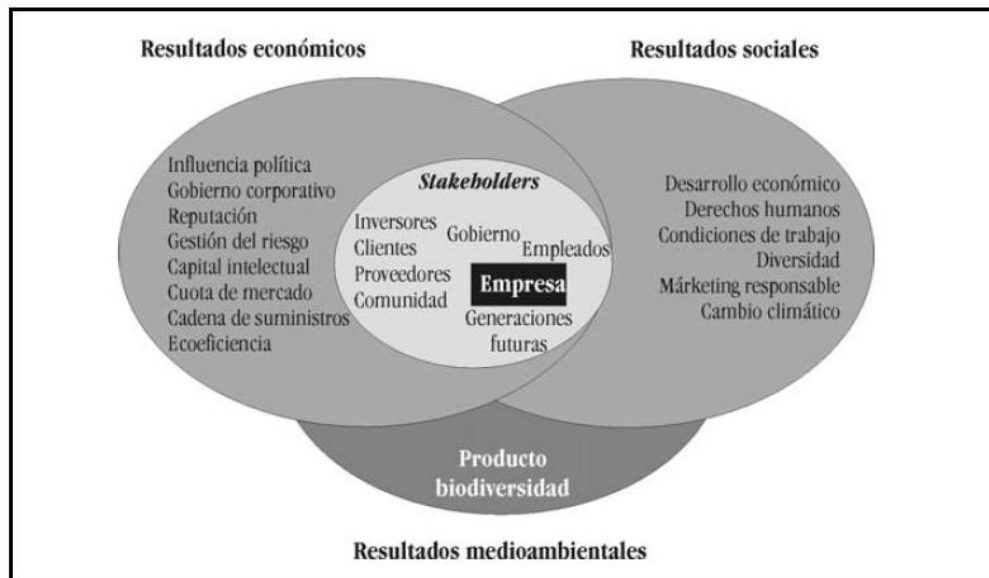 Resultados económicos
Resultados sociales
Influencia política
Gobierno corporativo
Reputación
Gestión del riesgo
Capital intelectual
Cuota de mercado
Cadena de suministros
Ecoeficiencia
Stakeholders
Inversores
Clientes
Proveedores
Comunidad
Gobierno
Empleados
Empresa
Generaciones
futuras
Desarrollo económico
Derechos humanos
Condiciones de trabajo
Diversidad
Márketing responsable
Cambio climático
Producto
biodiversidad
Resultados medioambientales